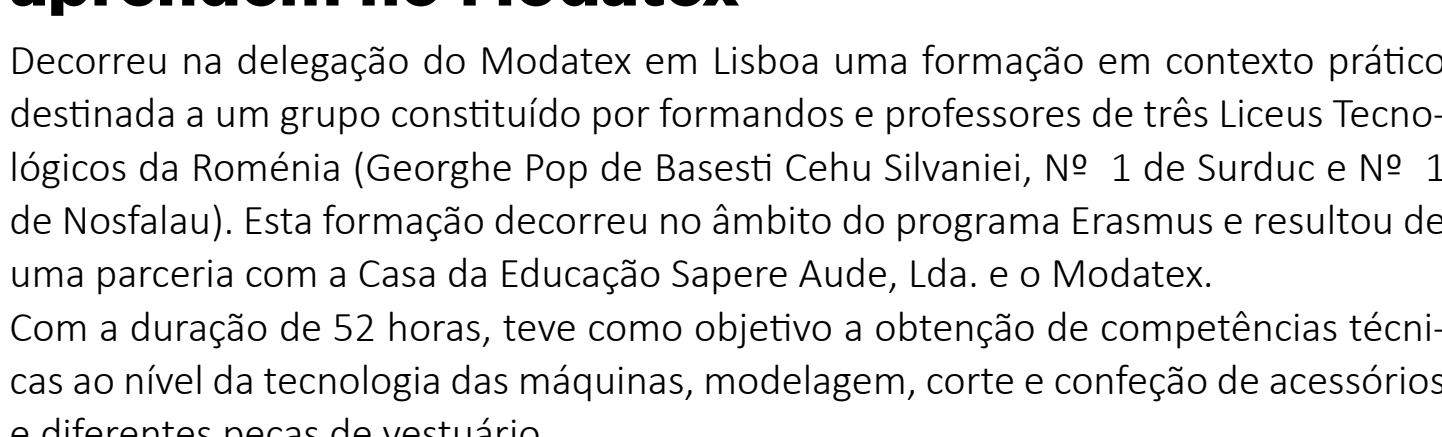 aprendem no Modatex
Decorreu na delegação do Modatex em Lisboa uma formação em contexto prático
destinada a um grupo constituído por formandos e professores de três Liceus Tecno-
lógicos da Roménia (Georghe Pop de Basesti Cehu Silvaniei, Nº 1 de Surduc e Nº 1
de Nosfalau). Esta formação decorreu no âmbito do programa Erasmus e resultou de
uma parceria com a Casa da Educação Sapere Aude, Lda. e o Modatex.
Com a duração de 52 horas, teve como objetivo a obtenção de competências técni-
cas ao nível da tecnologia das máquinas, modelagem, corte e confeção de acessórios
e diferentes peças de vestuário.